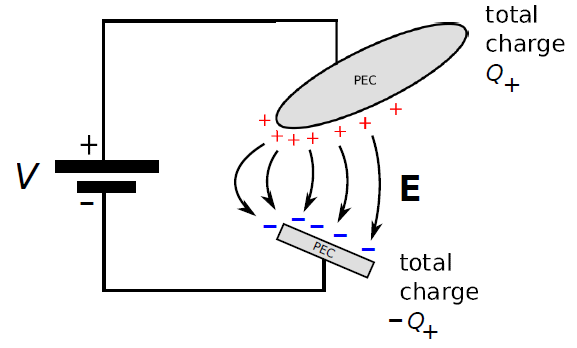 total
charge
Q+
PEC
+
+ + + + + + +
V
E
–
– – – – –
PEC
total
charge
– Q+